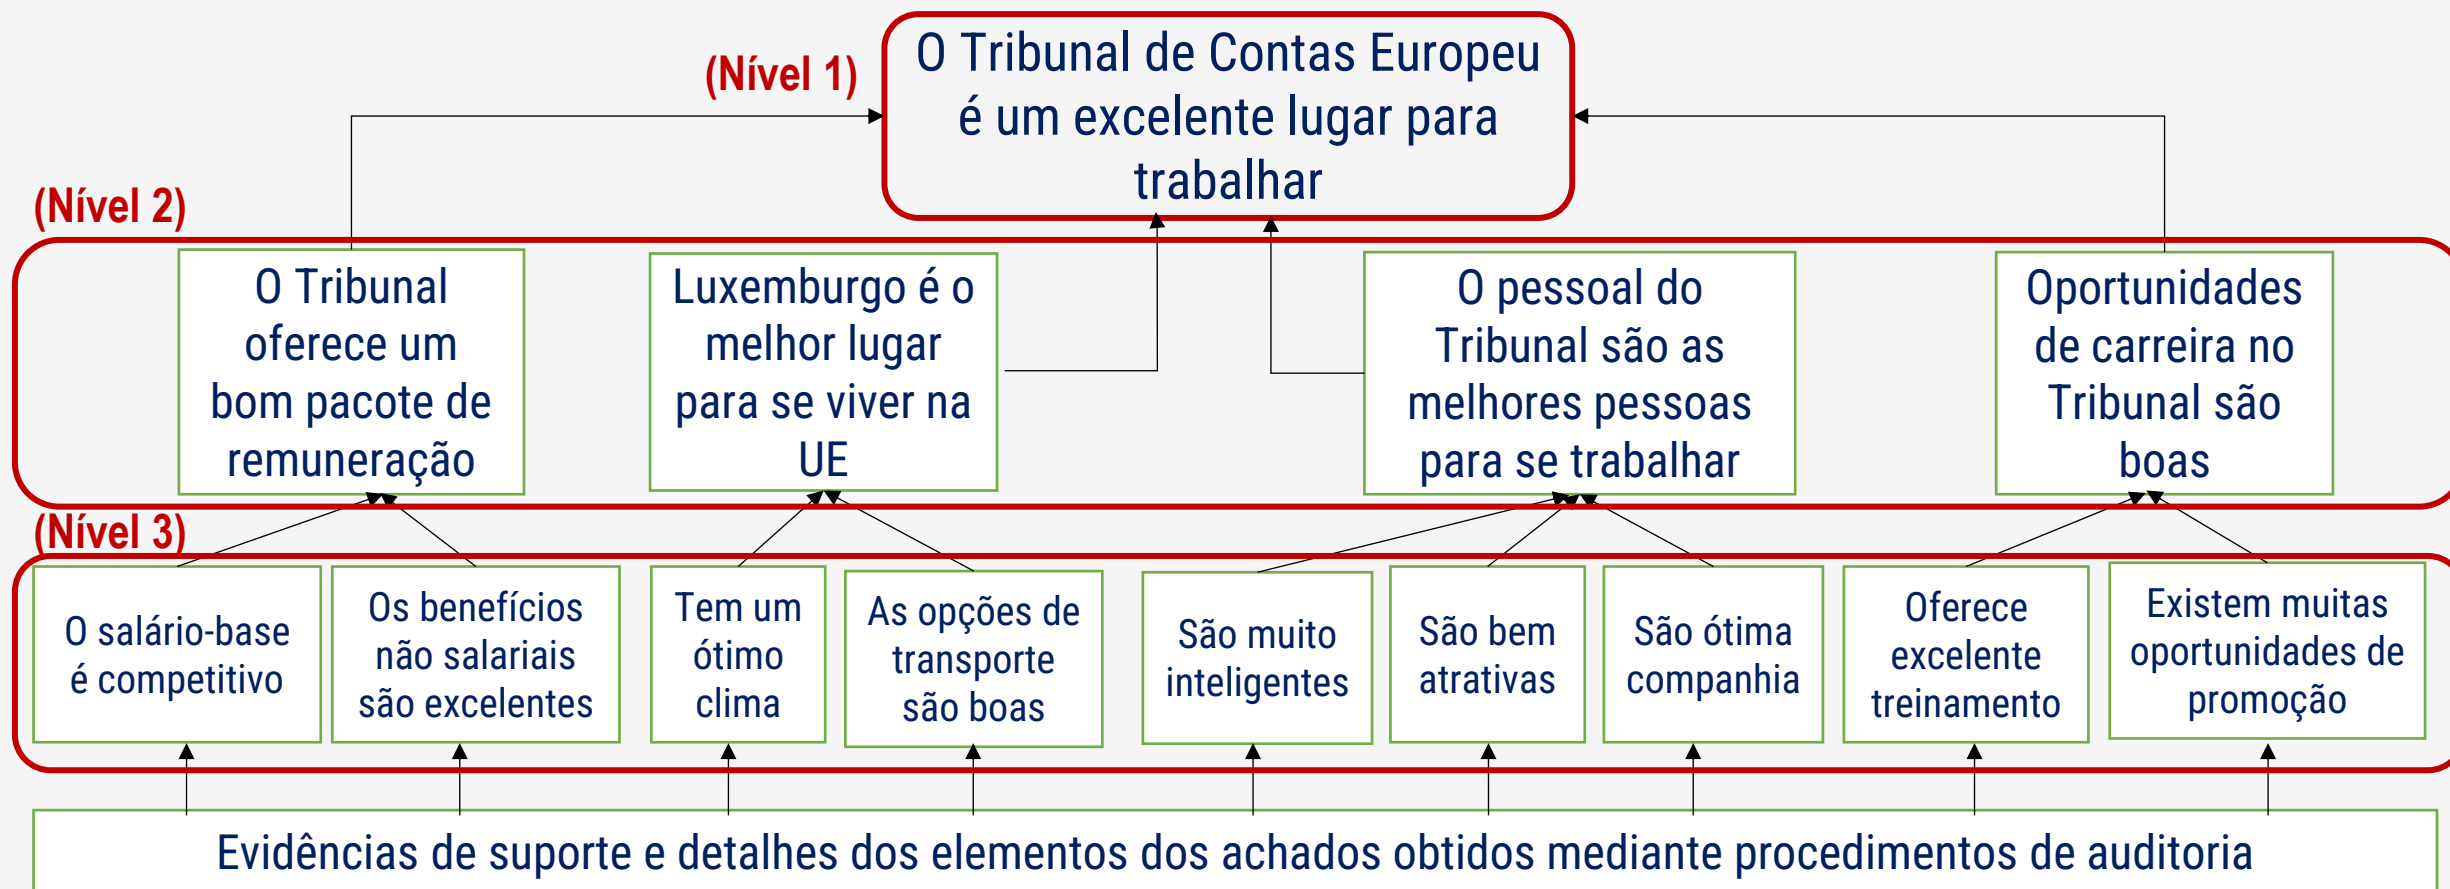 (Nível 1)
O Tribunal de Contas Europeu
é um excelente lugar para
trabalhar
(Nível 2)
O Tribunal
oferece um
bom pacote de
remuneração
Luxemburgo é o
melhor lugar
para se viver na
UE
O pessoal do
Tribunal são as
melhores pessoas
para se trabalhar
Oportunidades
de carreira no
Tribunal são
boas
(Nível 3)
O salário-base
é competitivo
Os benefícios
não salariais
são excelentes
Tem um
ótimo
clima
As opções de
transporte
são boas
São muito
inteligentes
São bem
atrativas
São ótima
companhia
Oferece
excelente
treinamento
Existem muitas
oportunidades de
promoção
Evidências de suporte e detalhes dos elementos dos achados obtidos mediante procedimentos de auditoria